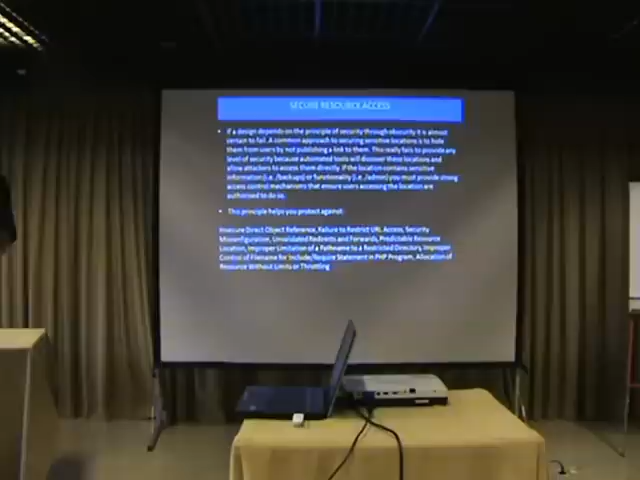 SECURE RESOURCE ACCESS
• If a design depends on the principle of security through obscurity it is almost
certain to fail. A common approach to securing sensitive locations is to hide
them from users by not publishing a link to them. This really fails to provide any
level of security because automated tools will discover these locations and
allow attackers to access them directly. If the location contains sensitive
information (i.e. /backups) or functionality (i.e. /admin) you must provide strong
access control mechanisms that ensure users accessing the location are
authorised to do so.
• This principle helps you protect against:
Insecure Direct Object Reference, Failure to Restrict URL Access, Security
Misconfiguration, Unvalidated Redirects and Forwards, Predictable Resource
Location, Improper Limitation of a Pathname to a Restricted Directory, Improper
Control of Filename for Include/Require Statement in PHP Program, Allocation of
Resource Without Limits or Throttling